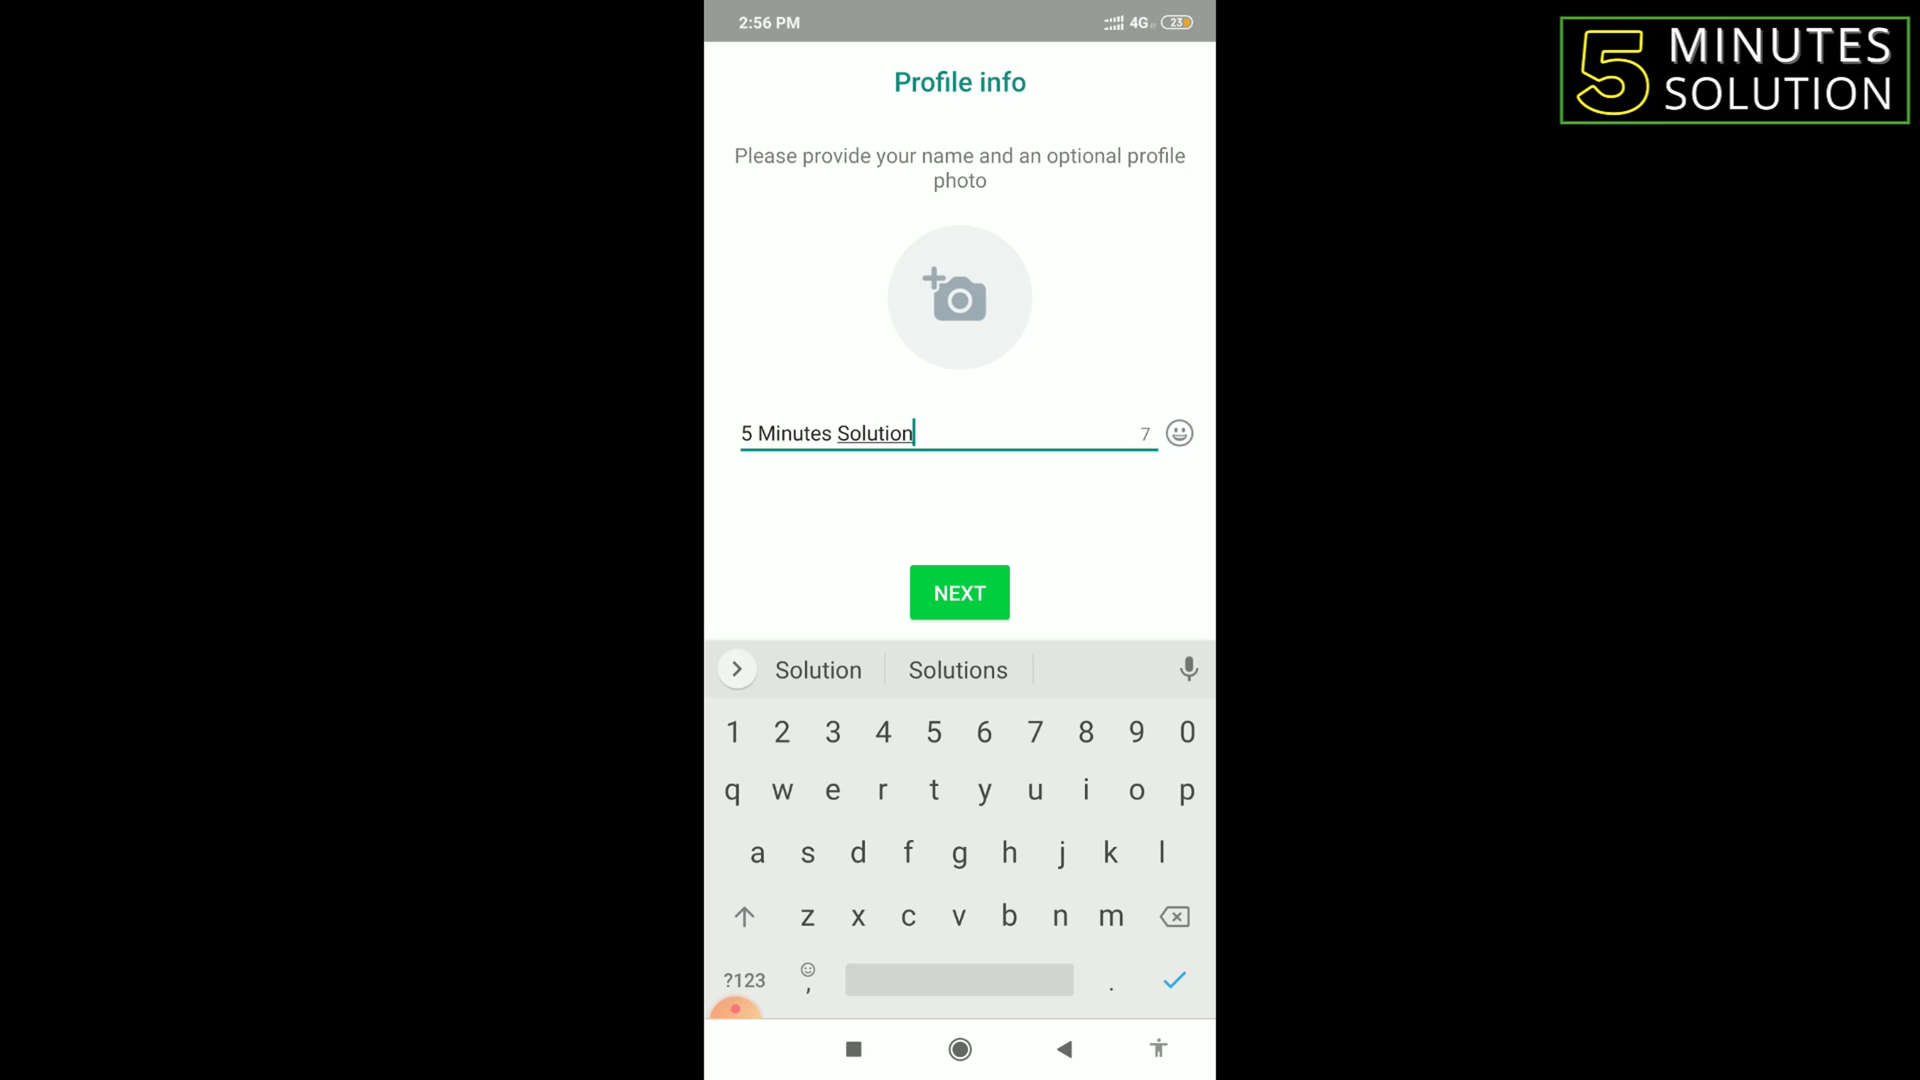 2:56 PM
4G
23
5 MINUTES
SOLUTION
Profile info
Please provide your name and an optional profile
photo
5 Minutes Solution
7
NEXT
Solution
Solutions
1 2 3 4 5 6 7 8 9 0
q w e r t y u i o p
a s d f g h j k l
z x c v b n m
?123 , .